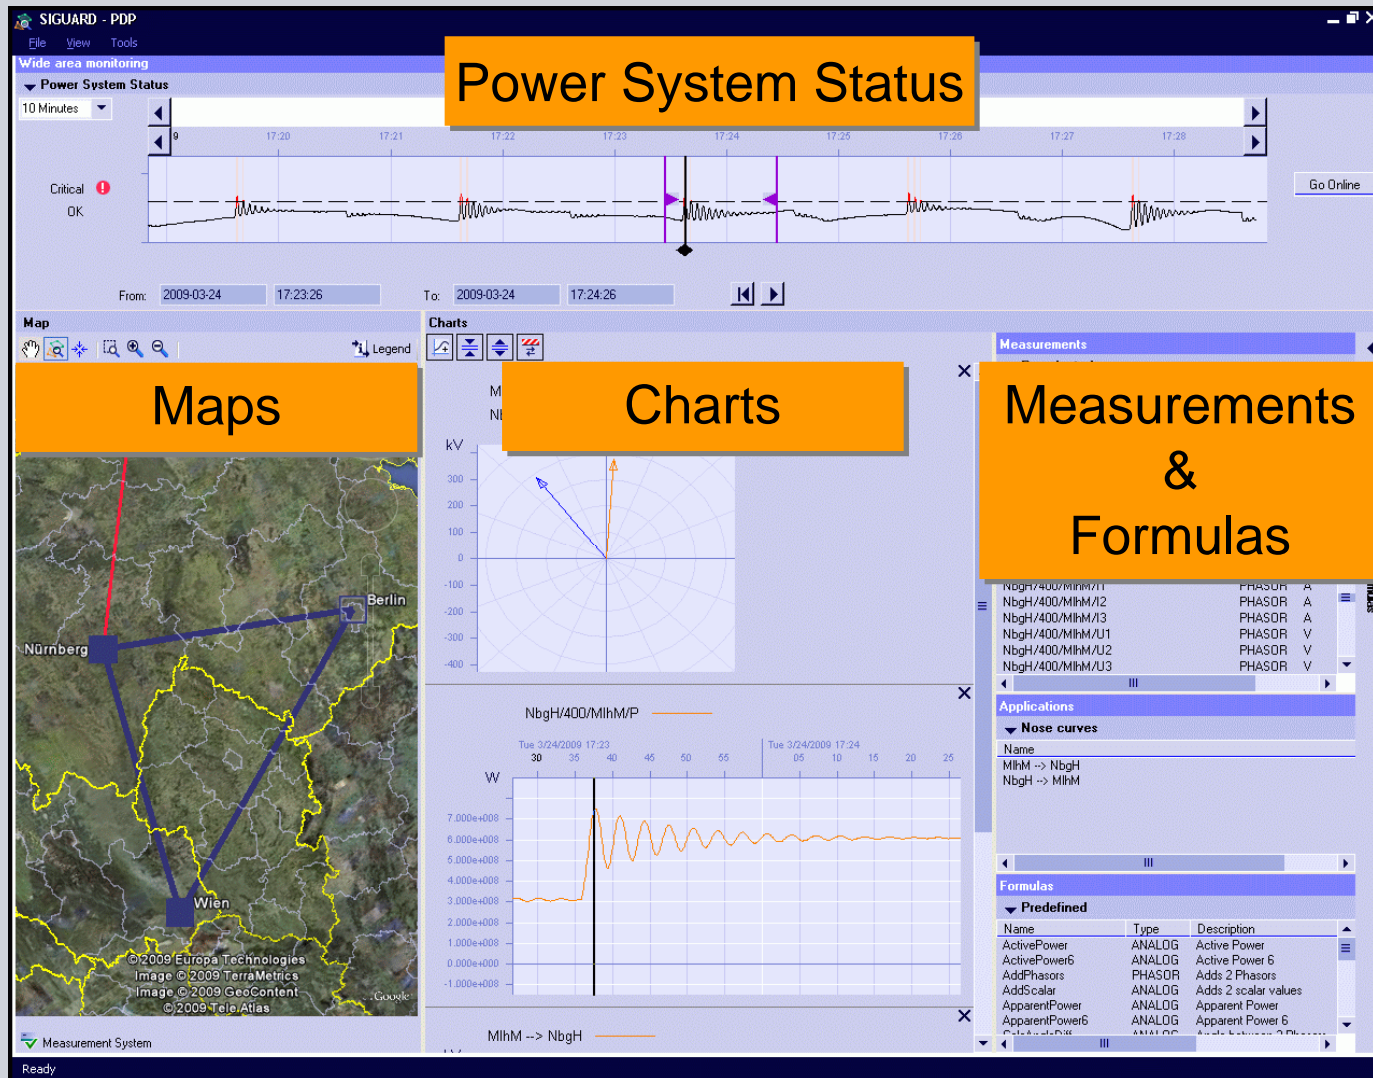 SIGUARD - PDP
File View Tools
Wide area monitoring
Power System Status
Power System Status
10 Minutes
9 17:20 17:21 17:22 17:23 17:24 17:25 17:26 17:27 17:28
Critical
OK
Go Online
From: 2009-03-24 17:23:26 To: 2009-03-24 17:24:26
Map
Legend
Maps
Berlin
Nürnberg
Wien
©2009 Europa Technologies
Image © 2009 TerraMetrics
Image © 2009 GeoContent
© 2009 Tele Atlas
Google
Measurement System
Charts
Charts
kV
300
200
100
0
-100
-200
-300
-400
NbgH/400/MlhM/P
Tue 3/24/2009 17:23 Tue 3/24/2009 17:24
30 35 40 45 50 55 05 10 15 20 25
W
7.000e+008
6.000e+008
5.000e+008
4.000e+008
3.000e+008
2.000e+008
1.000e+008
0.000e+000
-1.000e+008
MlhM --> NbgH
Measurements
Measurements
&
Formulas
NbgH/400/MlhM/I1 PHASOR A
NbgH/400/MlhM/I2 PHASOR A
NbgH/400/MlhM/I3 PHASOR A
NbgH/400/MlhM/U1 PHASOR V
NbgH/400/MlhM/U2 PHASOR V
NbgH/400/MlhM/U3 PHASOR V
Applications
Nose curves
Name
MlhM --> NbgH
NbgH --> MlhM
Formulas
Predefined
Name Type Description
ActivePower ANALOG Active Power
ActivePower6 ANALOG Active Power 6
AddPhasors PHASOR Adds 2 Phasors
AddScalar ANALOG Adds 2 scalar values
ApparentPower ANALOG Apparent Power
ApparentPower6 ANALOG Apparent Power 6
Ready